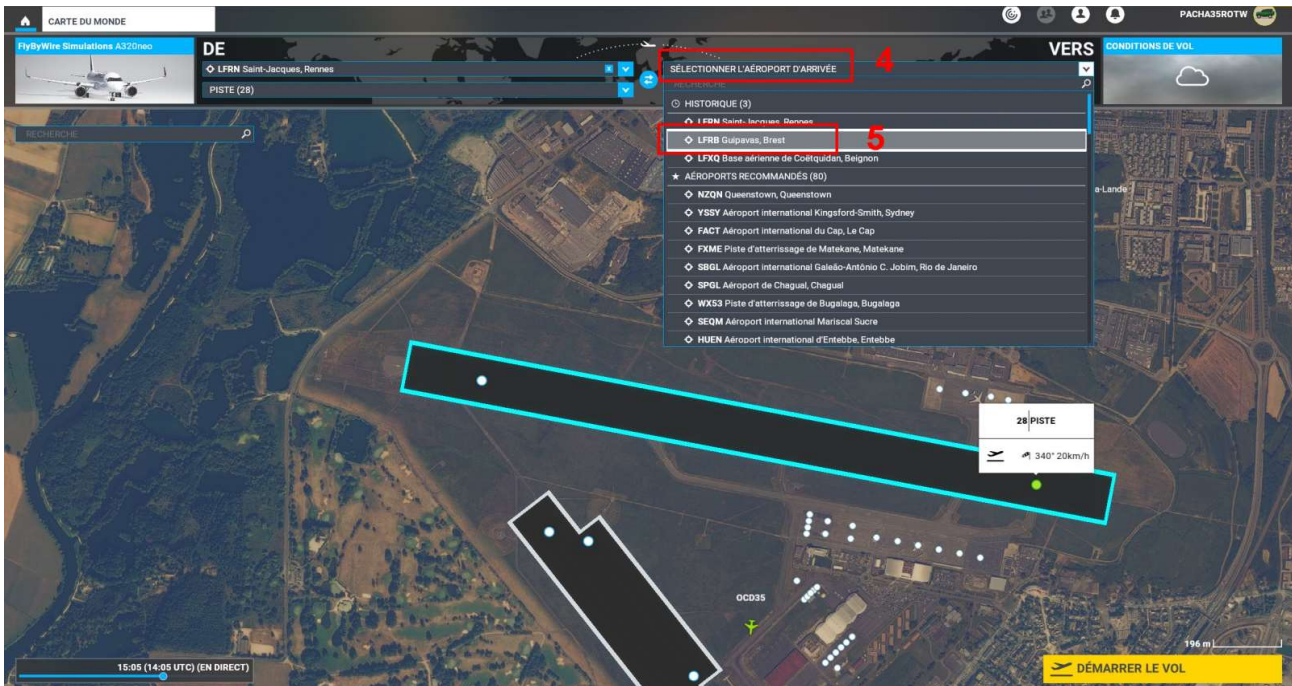 CARTE DU MONDE
PACHA35ROTW
FlyByWire Simulations A320neo
DE
VERS
CONDITIONS DE VOL
LFRN Saint-Jacques, Rennes
PISTE (28)
SÉLECTIONNER L'AÉROPORT D'ARRIVÉE
4
RECHERCHE
HISTORIQUE (3)
LFRN Saint-Jacques, Rennes
LFRB Guipavas, Brest
5
LFXQ Base aérienne de Coëtquidan, Beignon
AÉROPORTS RECOMMANDÉS (80)
NZQN Queenstown, Queenstown
YSSY Aéroport international Kingsford-Smith, Sydney
FACT Aéroport international du Cap, Le Cap
FXME Piste d'atterrissage de Matekane, Matekane
SBGL Aéroport international Galeão-Antônio C. Jobim, Rio de Janeiro
SPGL Aéroport de Chagual, Chagual
WX53 Piste d'atterrissage de Bugalaga, Bugalaga
SEQM Aéroport international Mariscal Sucre
HUEN Aéroport international d'Entebbe, Entebbe
RECHERCHE
a-Lande
28 PISTE
340° 20km/h
OCD35
196 m
15:05 (14:05 UTC) (EN DIRECT)
DÉMARRER LE VOL